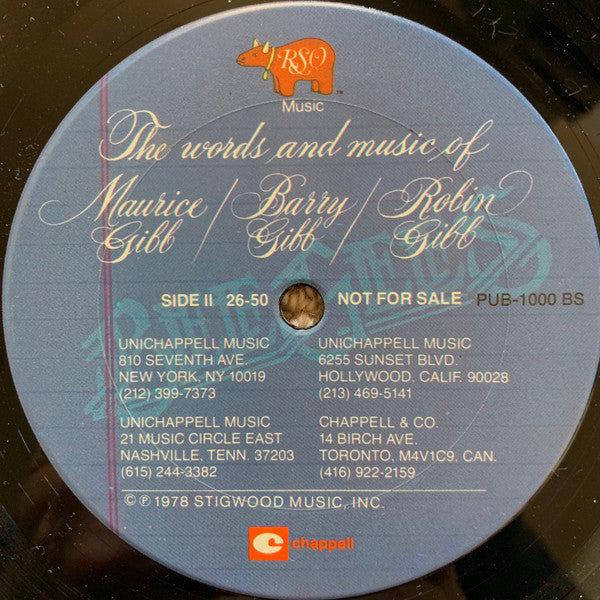 RSO
™
Music
The words and music of
Maurice / Barry / Robin
Gibb / Gibb / Gibb
BEE GEES
SIDE II 26-50 NOT FOR SALE PUB-1000 BS
UNICHAPPELL MUSIC
810 SEVENTH AVE.
NEW YORK, NY 10019
(212) 399-7373
UNICHAPPELL MUSIC
6255 SUNSET BLVD.
HOLLYWOOD, CALIF. 90028
(213) 469-5141
UNICHAPPELL MUSIC
21 MUSIC CIRCLE EAST
NASHVILLE, TENN. 37203
(615) 244-3382
CHAPPELL & CO.
14 BIRCH AVE.
TORONTO, M4V1C9, CAN.
(416) 922-2159
© ℗ 1978 STIGWOOD MUSIC, INC.
chappell